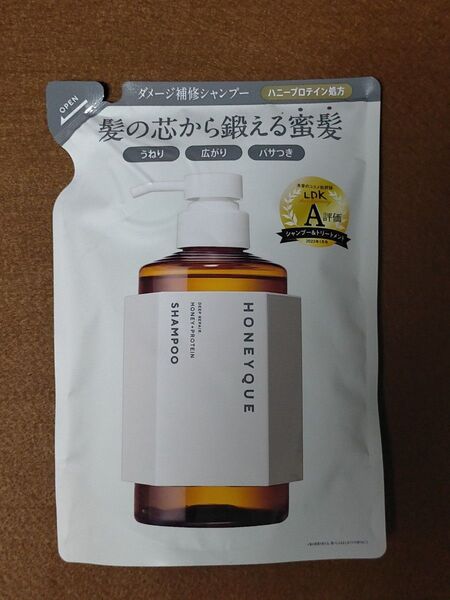 OPEN
ダメージ補修シャンプー
ハニープロテイン処方
髪の芯から鍛える蜜髪
うねり
広がり
パサつき
LDK
A評価
シャンプー&トリートメント
HONEYQUE
DEEP REPAIR
HONEY+PROTEIN
SHAMPOO